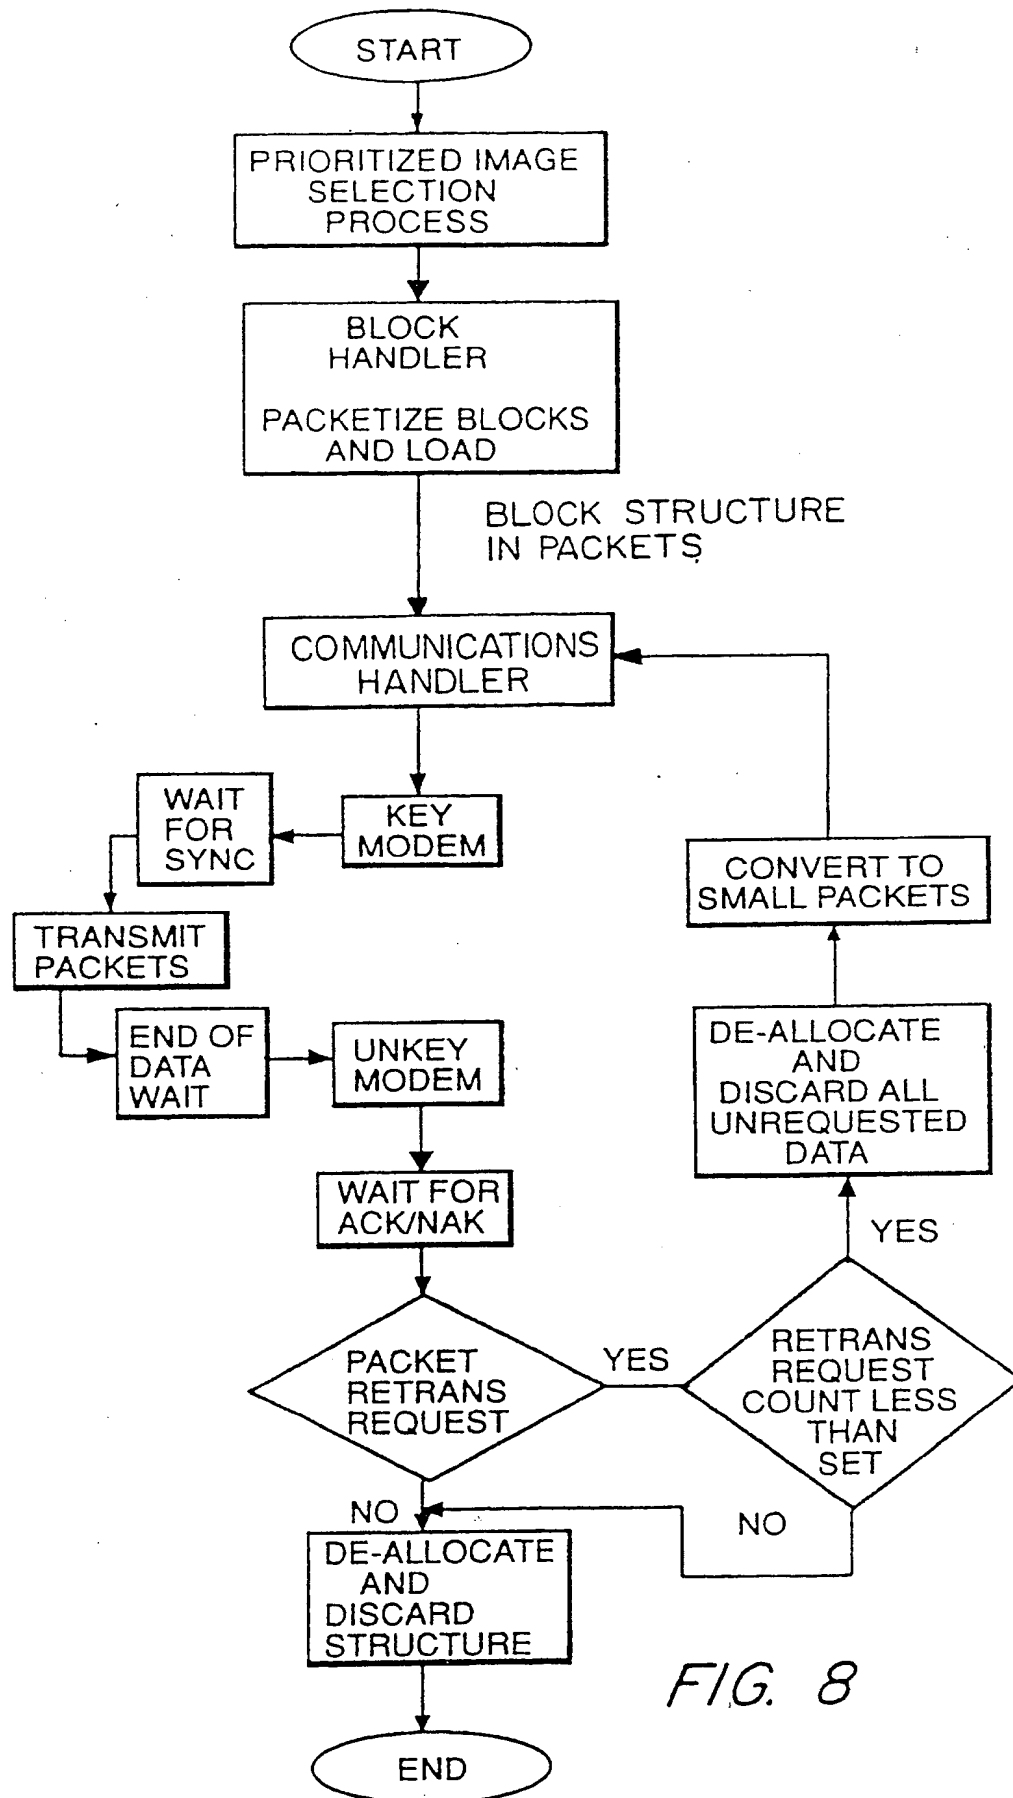 START
PRIORITIZED IMAGE
SELECTION
PROCESS
BLOCK
HANDLER
PACKETIZE BLOCKS
AND LOAD
BLOCK STRUCTURE
IN PACKETS
COMMUNICATIONS
HANDLER
KEY
MODEM
WAIT
FOR
SYNC
TRANSMIT
PACKETS
END OF
DATA
WAIT
UNKEY
MODEM
WAIT FOR
ACK/NAK
PACKET
RETRANS
REQUEST
YES
RETRANS
REQUEST
COUNT LESS
THAN
SET
YES
DE-ALLOCATE
AND
DISCARD ALL
UNREQUESTED
DATA
CONVERT TO
SMALL PACKETS
NO
NO
DE-ALLOCATE
AND
DISCARD
STRUCTURE
END
FIG. 8